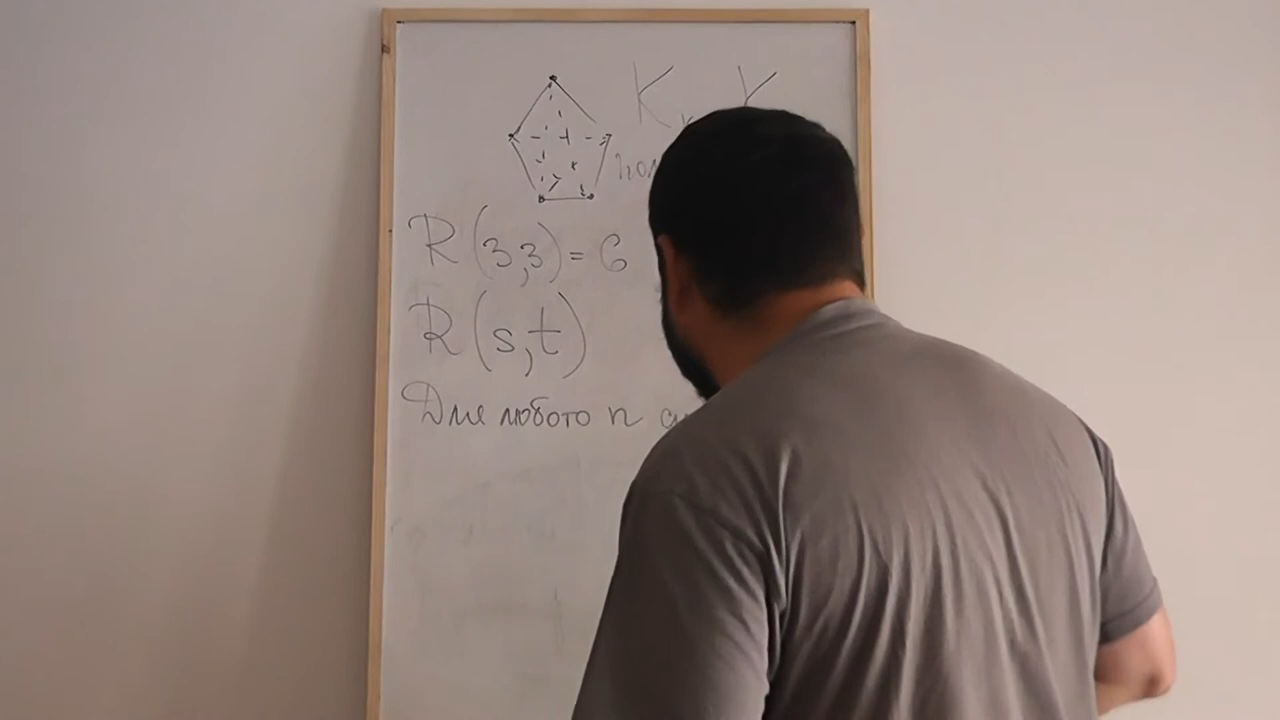 K
R(3,3)=6
R(s,t)
Для любого n